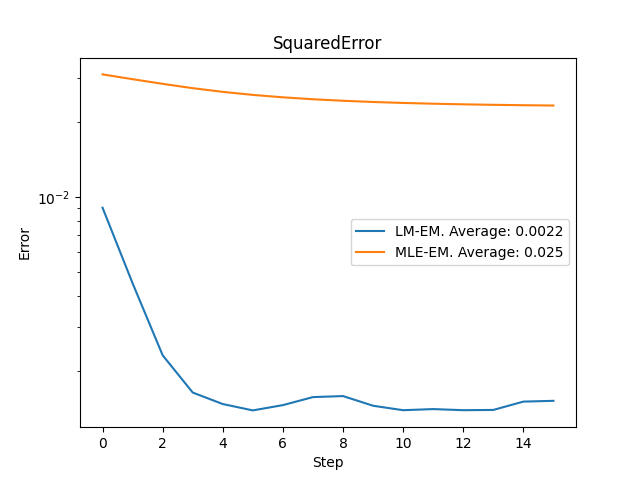 SquaredError
Error
10⁻²
LM-EM. Average: 0.0022
MLE-EM. Average: 0.025
0 2 4 6 8 10 12 14
Step